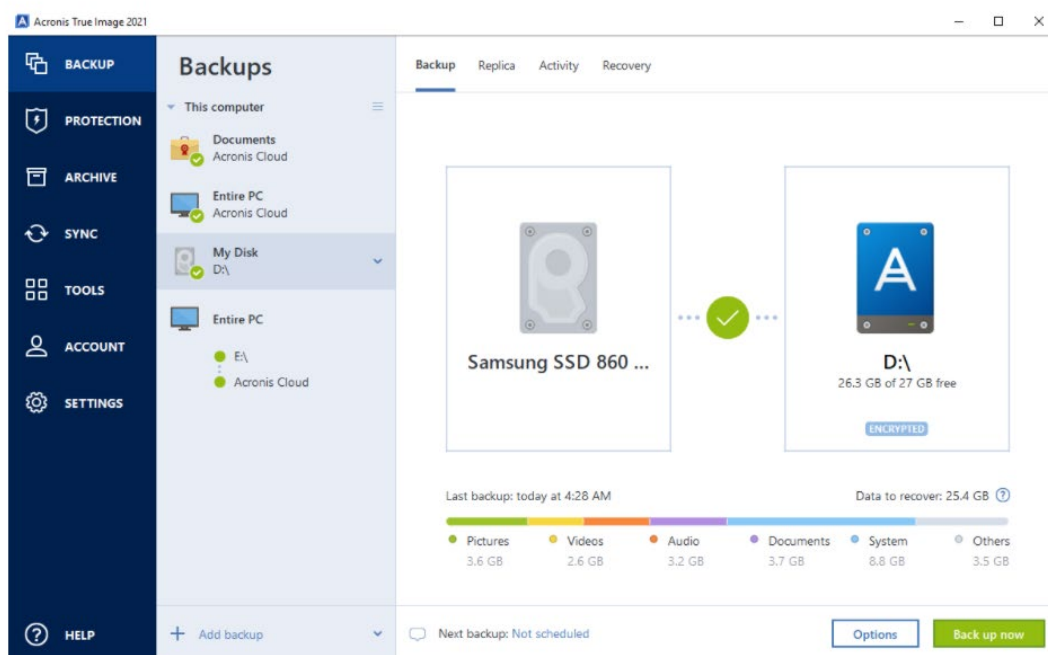 Acronis True Image 2021
BACKUP
PROTECTION
ARCHIVE
SYNC
TOOLS
ACCOUNT
SETTINGS
HELP
Backups
This computer
Documents
Acronis Cloud
Entire PC
Acronis Cloud
My Disk
D:\
Entire PC
E:\
Acronis Cloud
Add backup
Backup Replica Activity Recovery
Samsung SSD 860 ...
D:\
26.3 GB of 27 GB free
ENCRYPTED
Last backup: today at 4:28 AM
Data to recover: 25.4 GB ?
Pictures Videos Audio Documents System Others
3.6 GB 2.6 GB 3.2 GB 3.7 GB 8.8 GB 3.5 GB
Next backup: Not scheduled
Options
Back up now